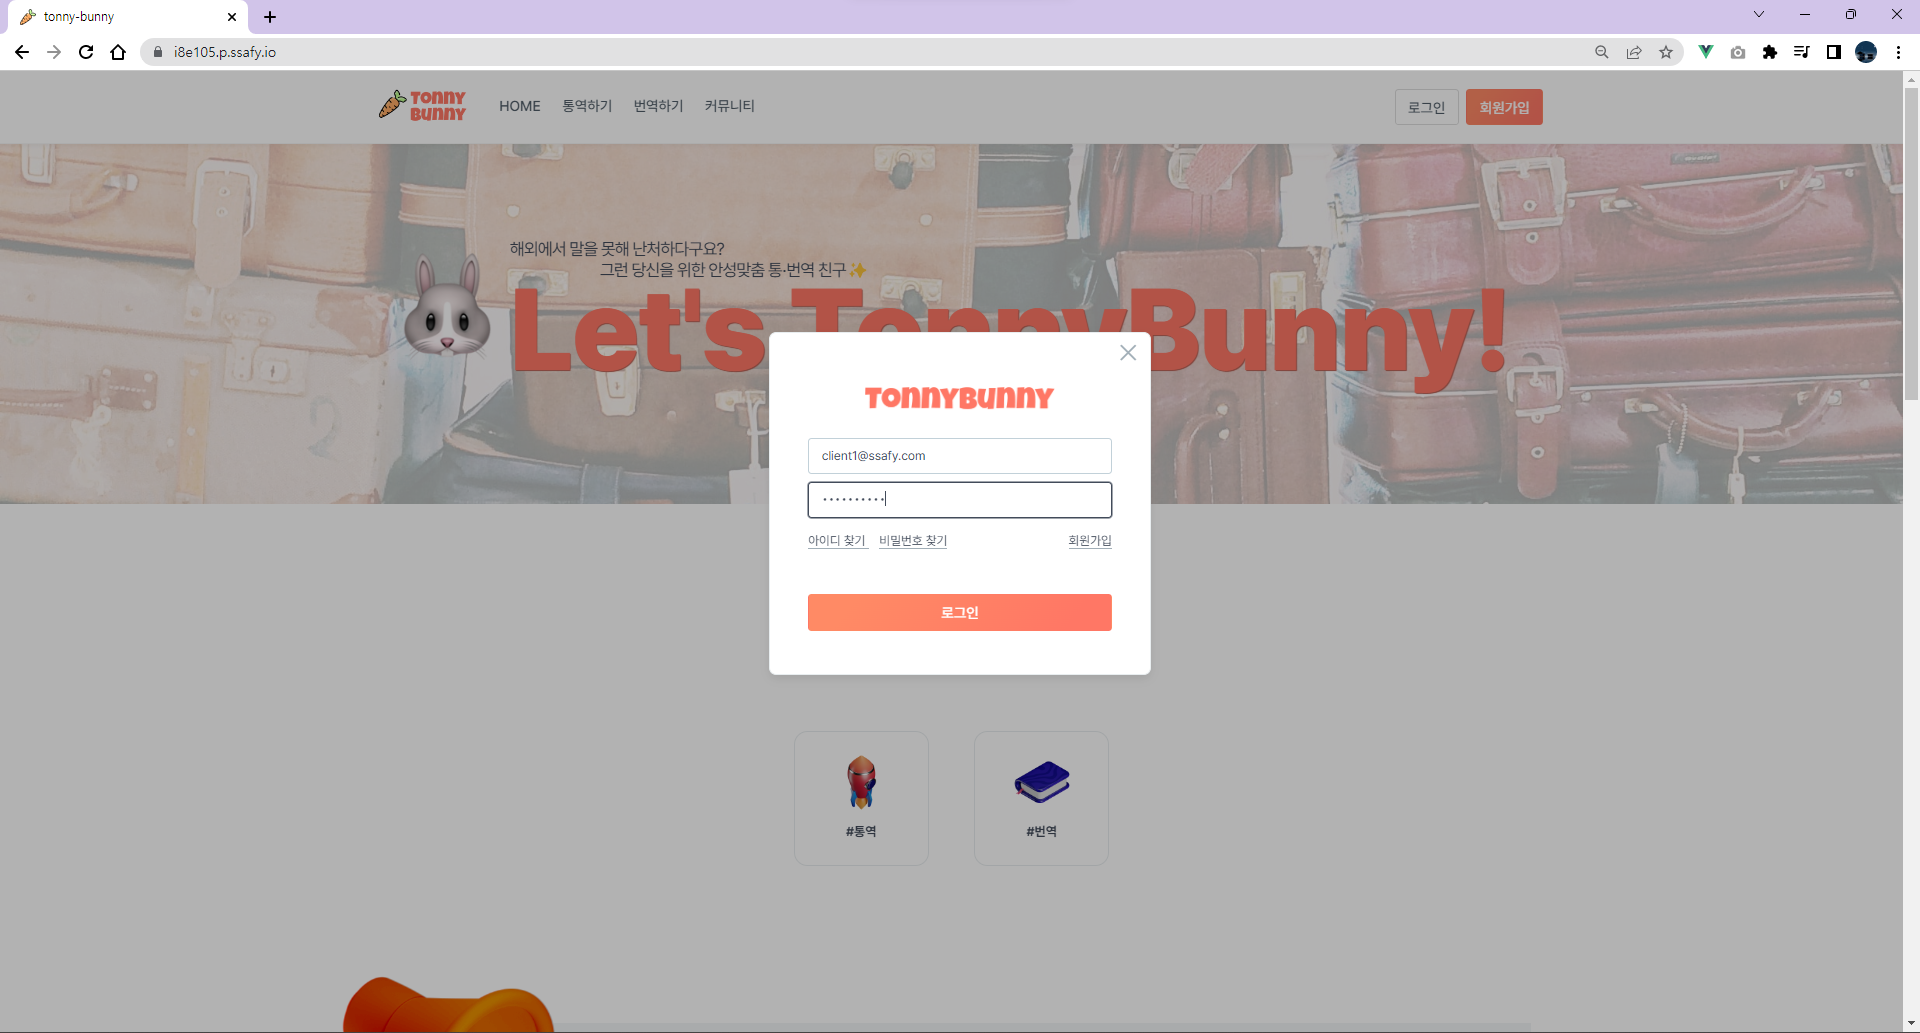 tonny-bunny
i8e105.p.ssafy.io
TONNY
BUNNY
HOME 통역하기 번역하기 커뮤니티
로그인 회원가입
해외에서 말을 못해 난처하다구요?
그런 당신을 위한 안성맞춤 통·번역 친구✨
Let's TonnyBunny!
TONNYBUNNY
client1@ssafy.com
••••••••••
아이디 찾기 비밀번호 찾기 회원가입
로그인
#통역 #번역